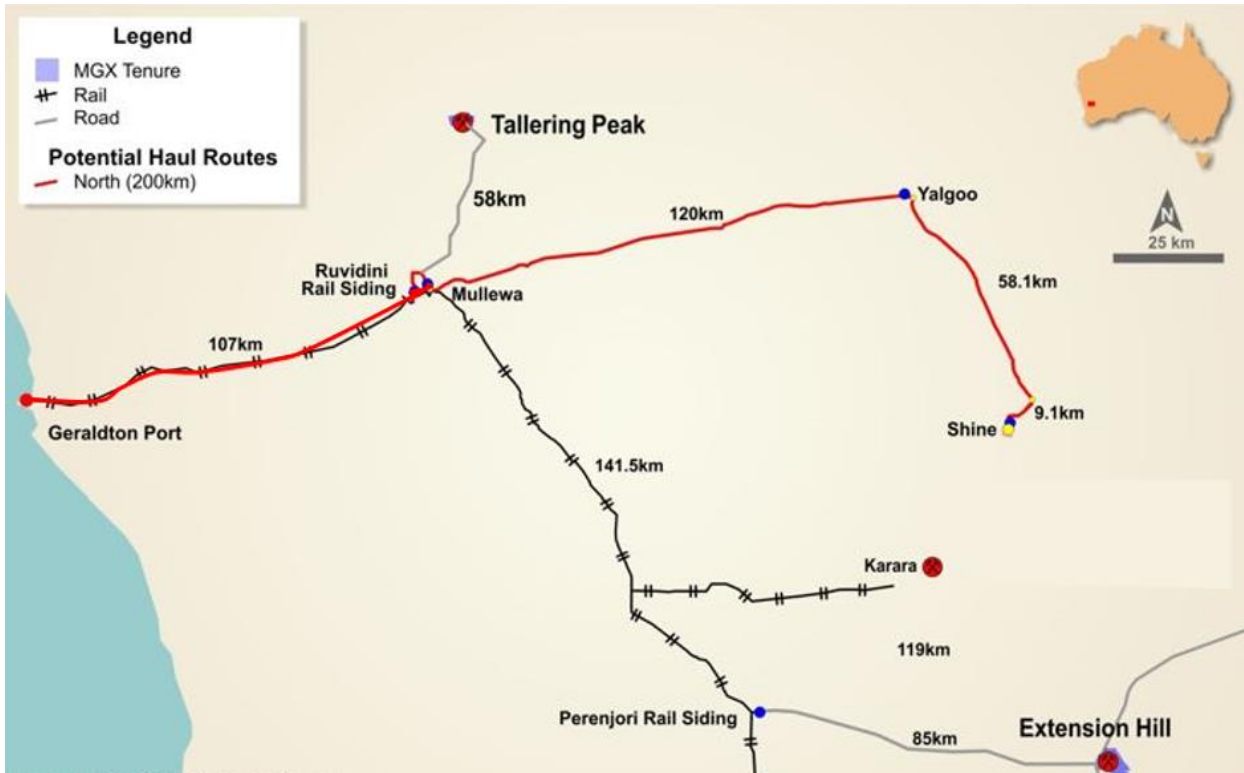 Legend
MGX Tenure
Rail
Road
Potential Haul Routes
North (200km)
Tallering Peak
58km
120km
Yalgoo
N
25 km
Ruvidini
Rail Siding
Mullewa
58.1km
107km
Geraldton Port
9.1km
Shine
141.5km
Karara
119km
Perenjori Rail Siding
85km
Extension Hill